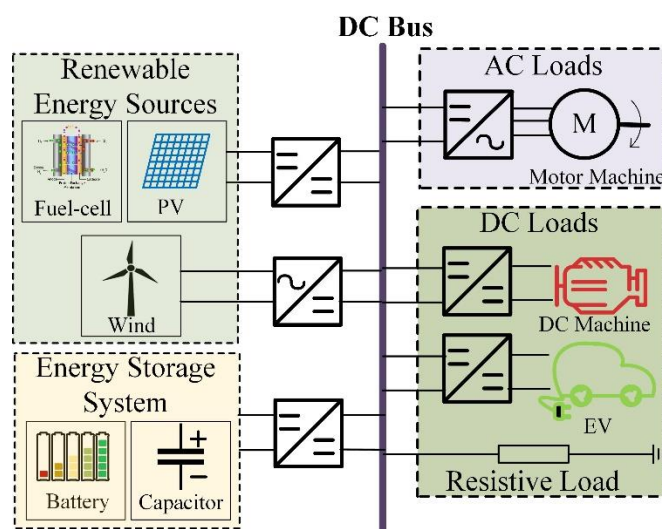 DC Bus
Renewable
Energy Sources
Fuel-cell
PV
Wind
Energy Storage
System
Battery
+
−
Capacitor
AC Loads
M
Motor Machine
DC Loads
DC Machine
EV
Resistive Load